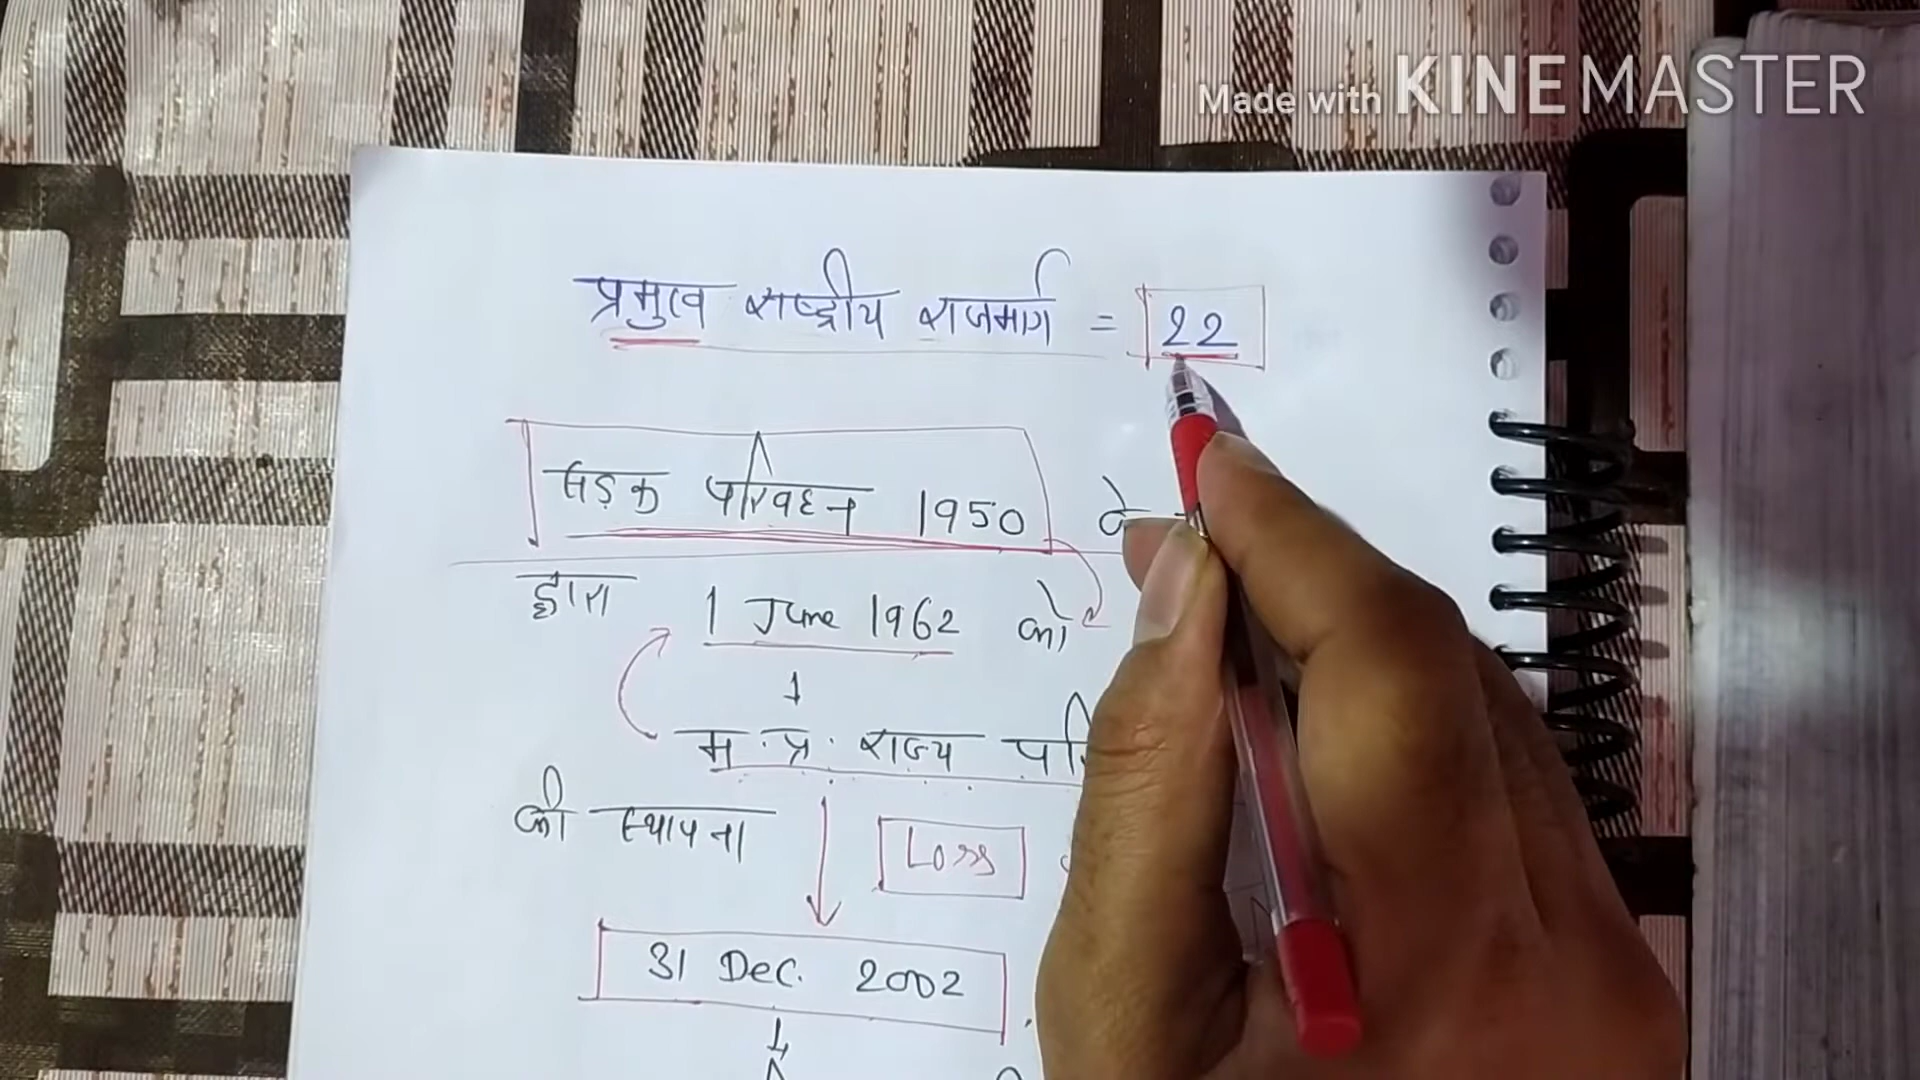 Made with KINEMASTER
प्रमुख राष्ट्रीय राजमार्ग = 22
सड़क परिवहन 1950 के
द्वारा 1 June 1962 को
म.प्र. राज्य
की स्थापना Loss
31 Dec. 2002